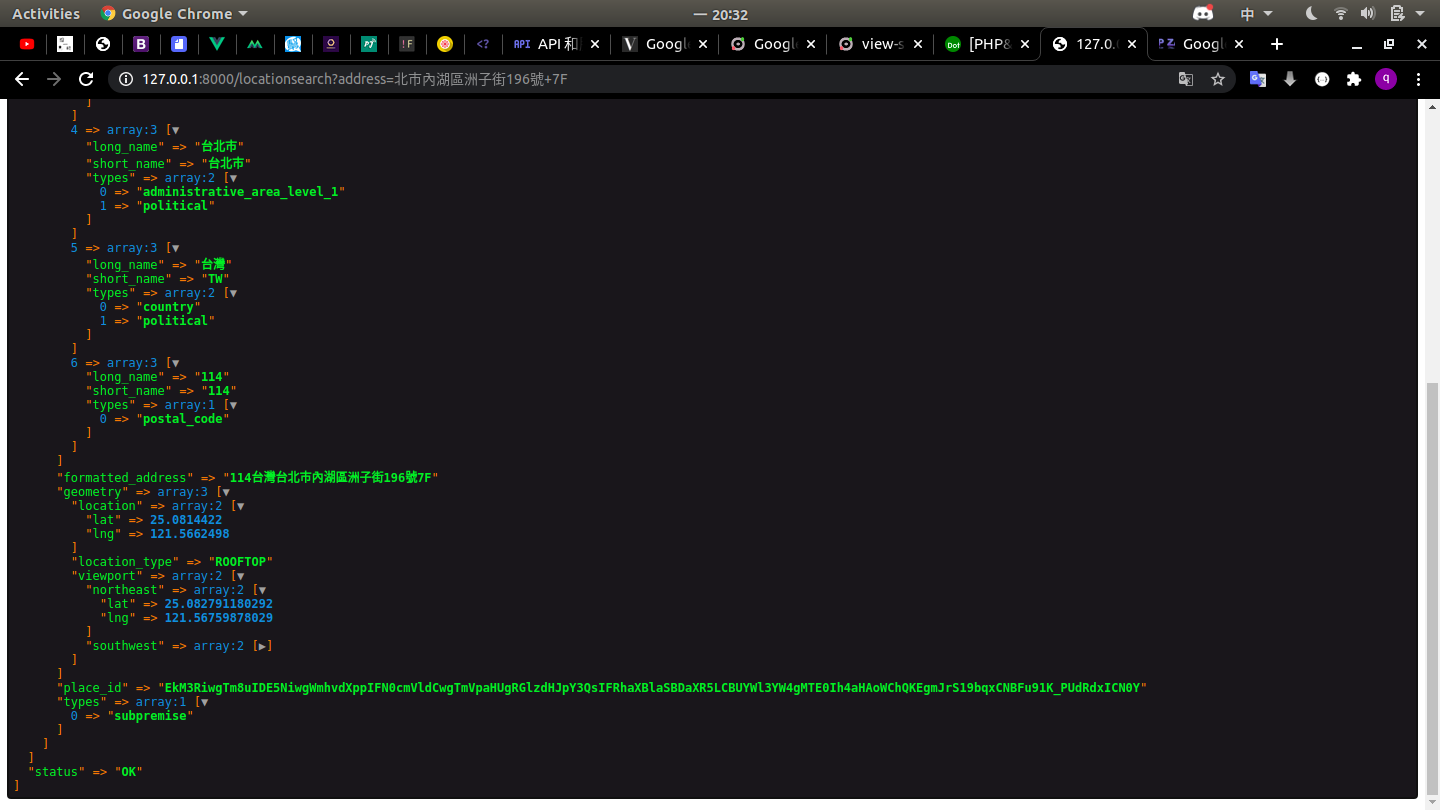 Activities Google Chrome 一 20:32 中
API 和 Googl Googl view-s [PHP& 127.0. Googl
127.0.0.1:8000/locationsearch?address=北市內湖區洲子街196號+7F
]
]
4 => array:3 [▼
"long_name" => "台北市"
"short_name" => "台北市"
"types" => array:2 [▼
0 => "administrative_area_level_1"
1 => "political"
]
]
5 => array:3 [▼
"long_name" => "台灣"
"short_name" => "TW"
"types" => array:2 [▼
0 => "country"
1 => "political"
]
]
6 => array:3 [▼
"long_name" => "114"
"short_name" => "114"
"types" => array:1 [▼
0 => "postal_code"
]
]
]
"formatted_address" => "114台灣台北市內湖區洲子街196號7F"
"geometry" => array:3 [▼
"location" => array:2 [▼
"lat" => 25.0814422
"lng" => 121.5662498
]
"location_type" => "ROOFTOP"
"viewport" => array:2 [▼
"northeast" => array:2 [▼
"lat" => 25.082791180292
"lng" => 121.56759878029
]
"southwest" => array:2 [▶]
]
]
"place_id" => "EkM3RiwgTm8uIDE5NiwgWmhvdXppIFN0cmVldCwgTmVpaHUgRGlzdHJpY3QsIFRhaXBlaSBDaXR5LCBUYWl3YW4gMTE0Ih4aHAoWChQKEgmJrS19bqxCNBFu91K_PUdRdxICN0Y"
"types" => array:1 [▼
0 => "subpremise"
]
]
]
"status" => "OK"
]